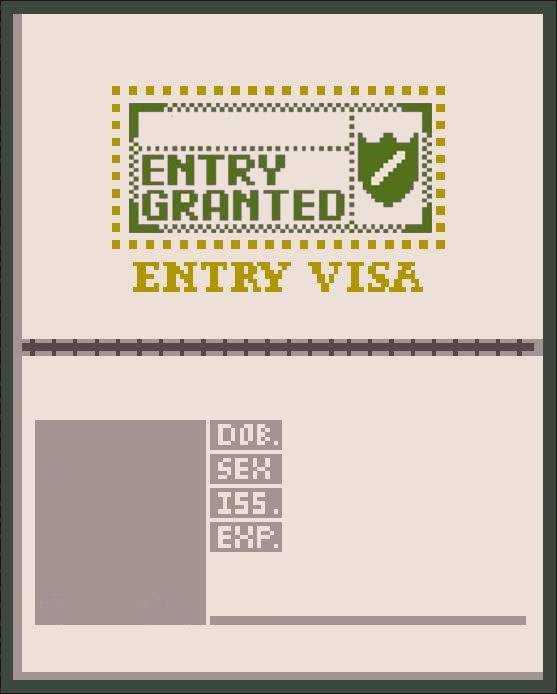 ENTRY
GRANTED
ENTRY VISA
DOB.
SEX
ISS.
EXP.